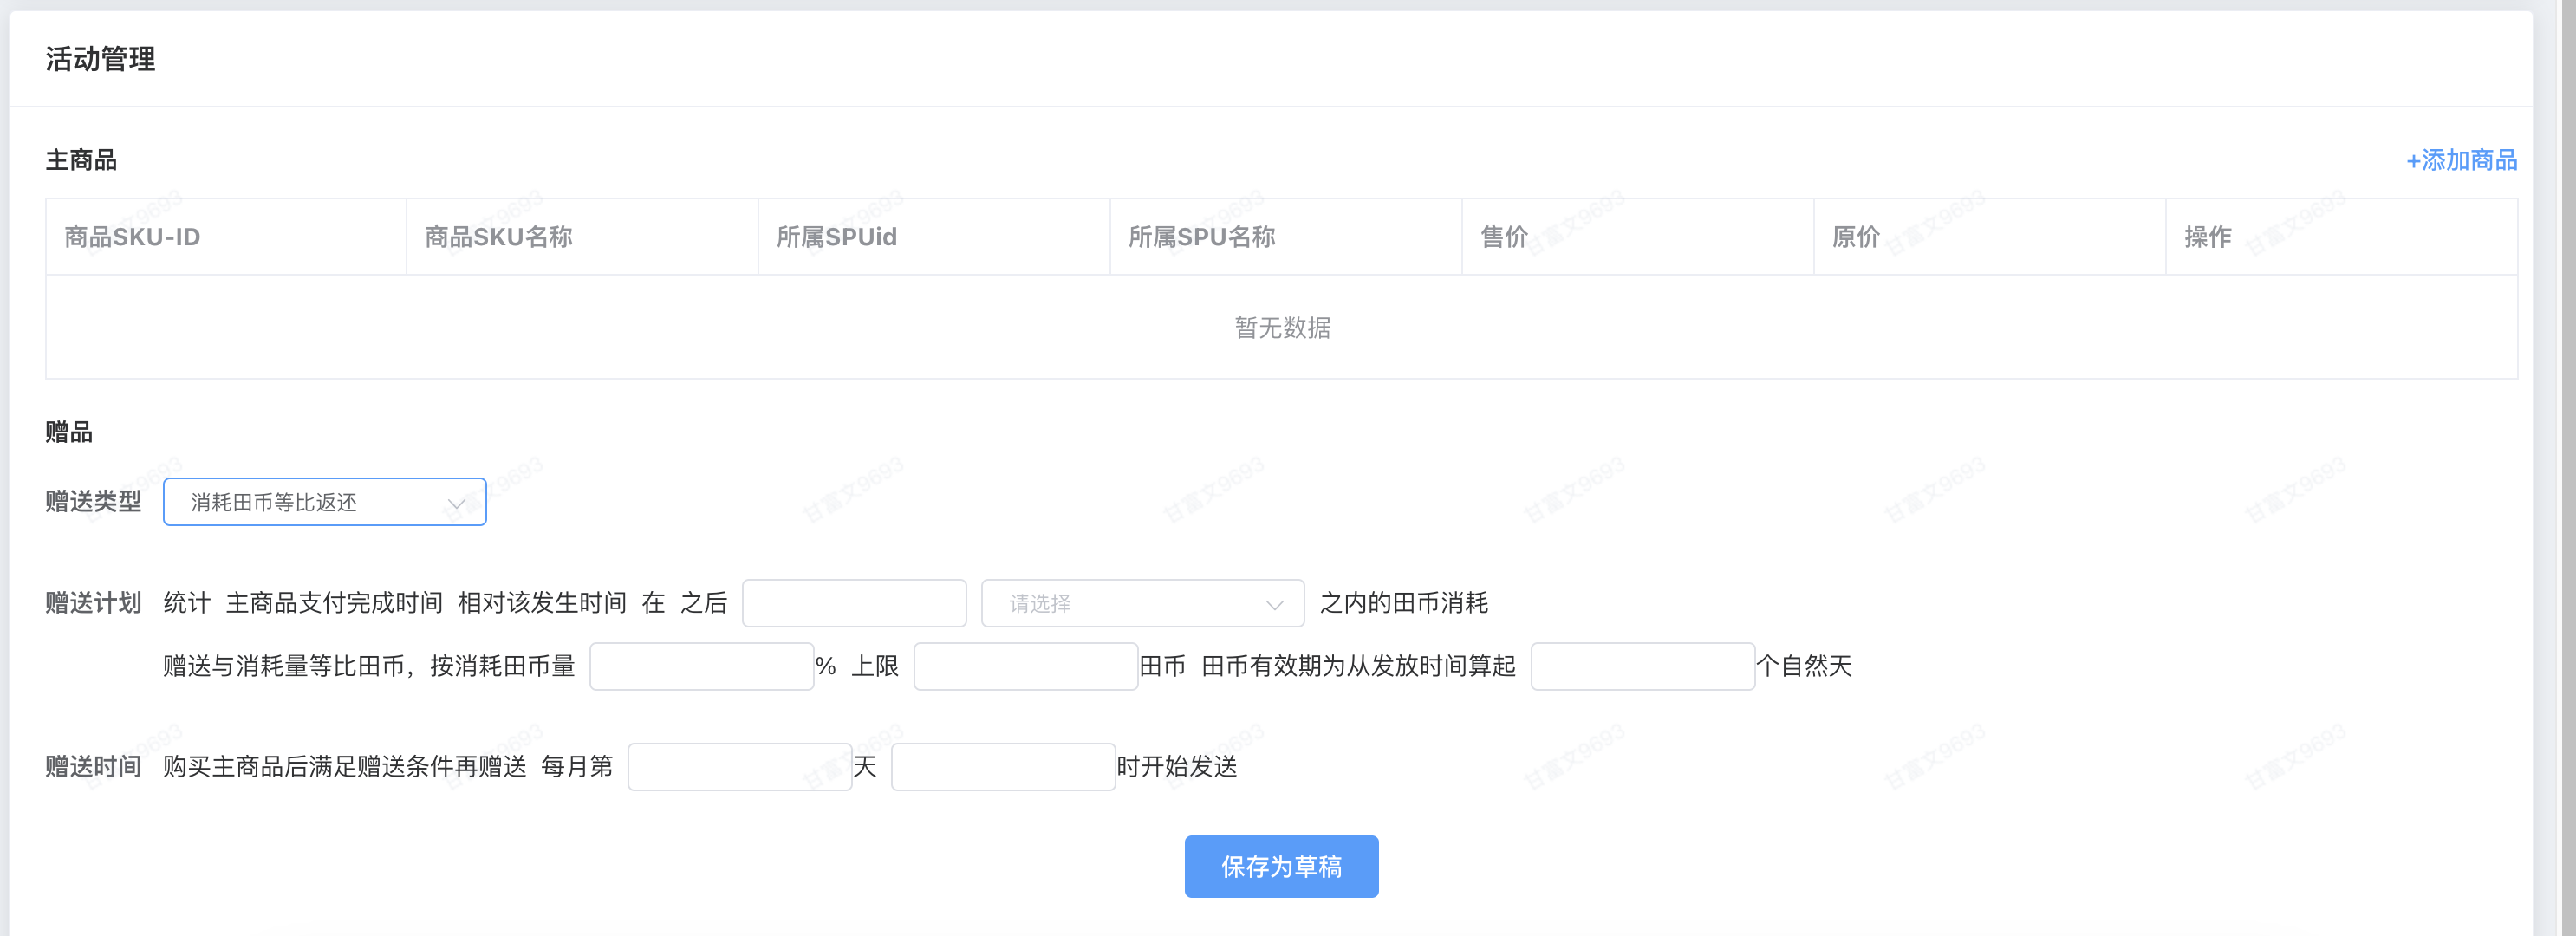 活动管理
主商品 +添加商品
商品SKU-ID 商品SKU名称 所属SPUid 所属SPU名称 售价 原价 操作
暂无数据
赠品
赠送类型 消耗田币等比返还
赠送计划 统计 主商品支付完成时间 相对该发生时间 在 之后 请选择 之内的田币消耗
赠送与消耗量等比田币，按消耗田币量 % 上限 田币 田币有效期为从发放时间算起 个自然天
赠送时间 购买主商品后满足赠送条件再赠送 每月第 天 时开始发送
保存为草稿
甘富文9693